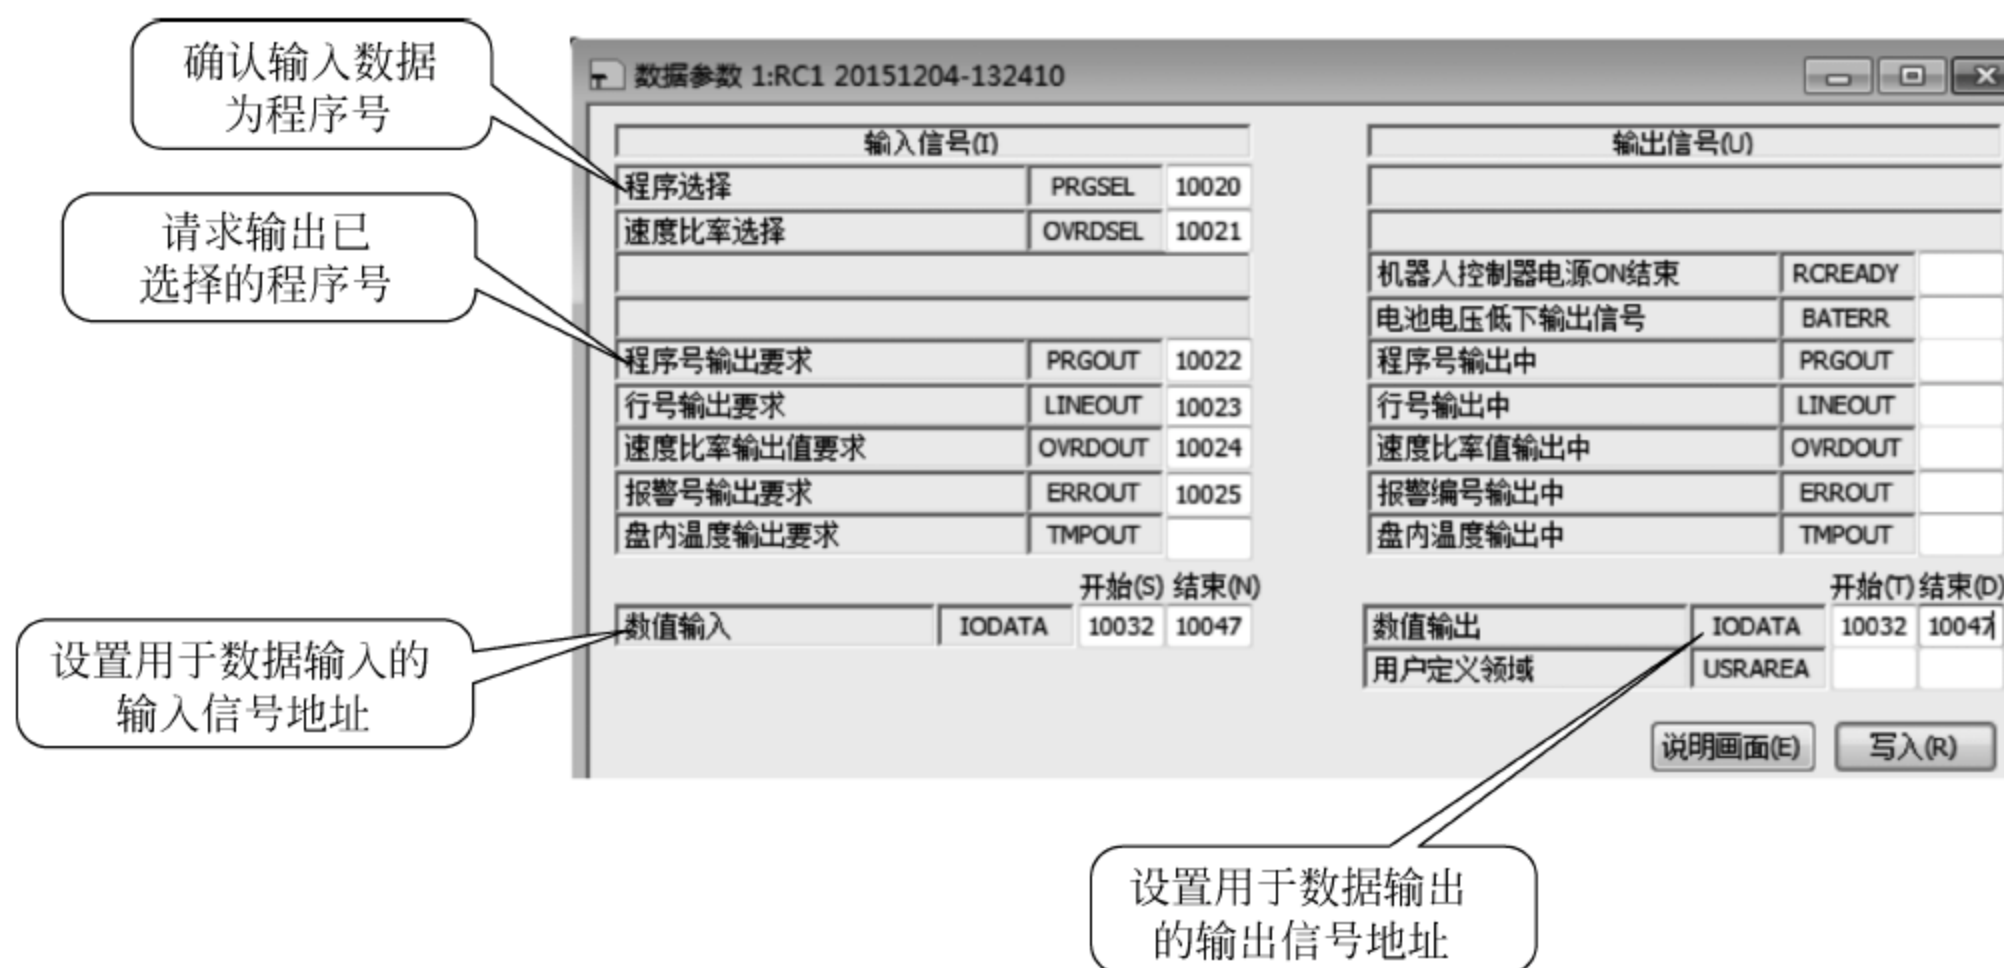 确认输入数据
为程序号
请求输出已
选择的程序号
设置用于数据输入的
输入信号地址
数据参数 1:RC1 20151204-132410
输入信号(I)
程序选择 PRGSEL 10020
速度比率选择 OVRDSEL 10021
程序号输出要求 PRGOUT 10022
行号输出要求 LINEOUT 10023
速度比率输出值要求 OVRDOUT 10024
报警号输出要求 ERROUT 10025
盘内温度输出要求 TMPOUT
开始(S) 结束(N)
数值输入 IODATA 10032 10047
输出信号(U)
机器人控制器电源ON结束 RCREADY
电池电压低下输出信号 BATERR
程序号输出中 PRGOUT
行号输出中 LINEOUT
速度比率值输出中 OVRDOUT
报警编号输出中 ERROUT
盘内温度输出中 TMPOUT
开始(T) 结束(D)
数值输出 IODATA 10032 10047
用户定义领域 USRAREA
说明画面(E) 写入(R)
设置用于数据输出
的输出信号地址